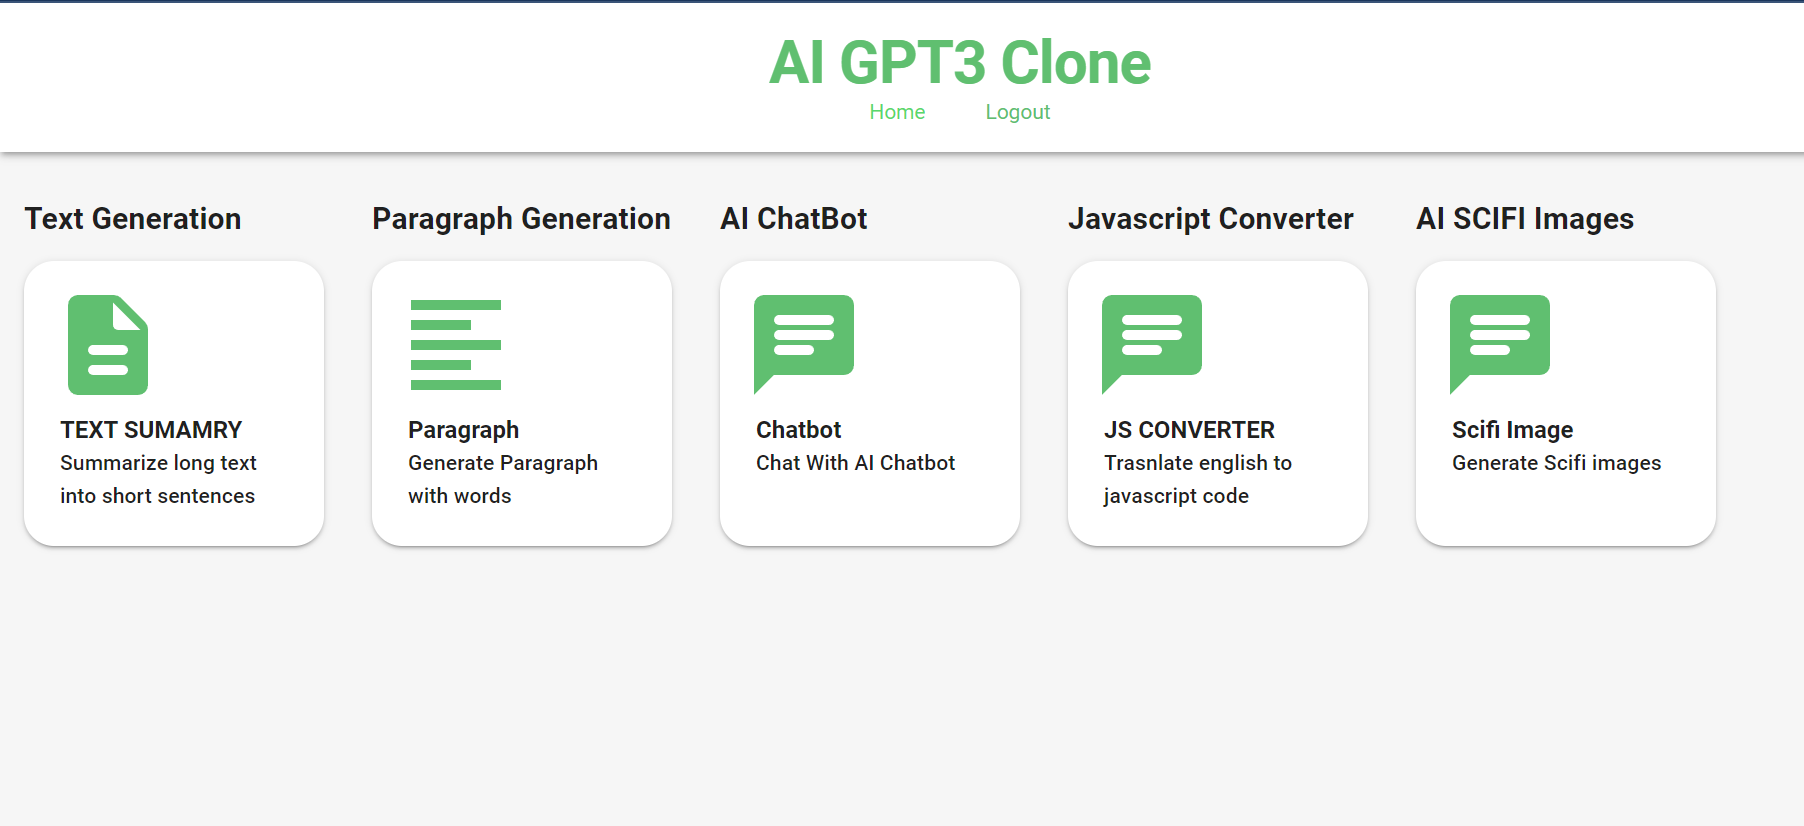 AI GPT3 Clone
Home Logout
Text Generation
TEXT SUMAMRY
Summarize long text
into short sentences
Paragraph Generation
Paragraph
Generate Paragraph
with words
AI ChatBot
Chatbot
Chat With AI Chatbot
Javascript Converter
JS CONVERTER
Trasnlate english to
javascript code
AI SCIFI Images
Scifi Image
Generate Scifi images